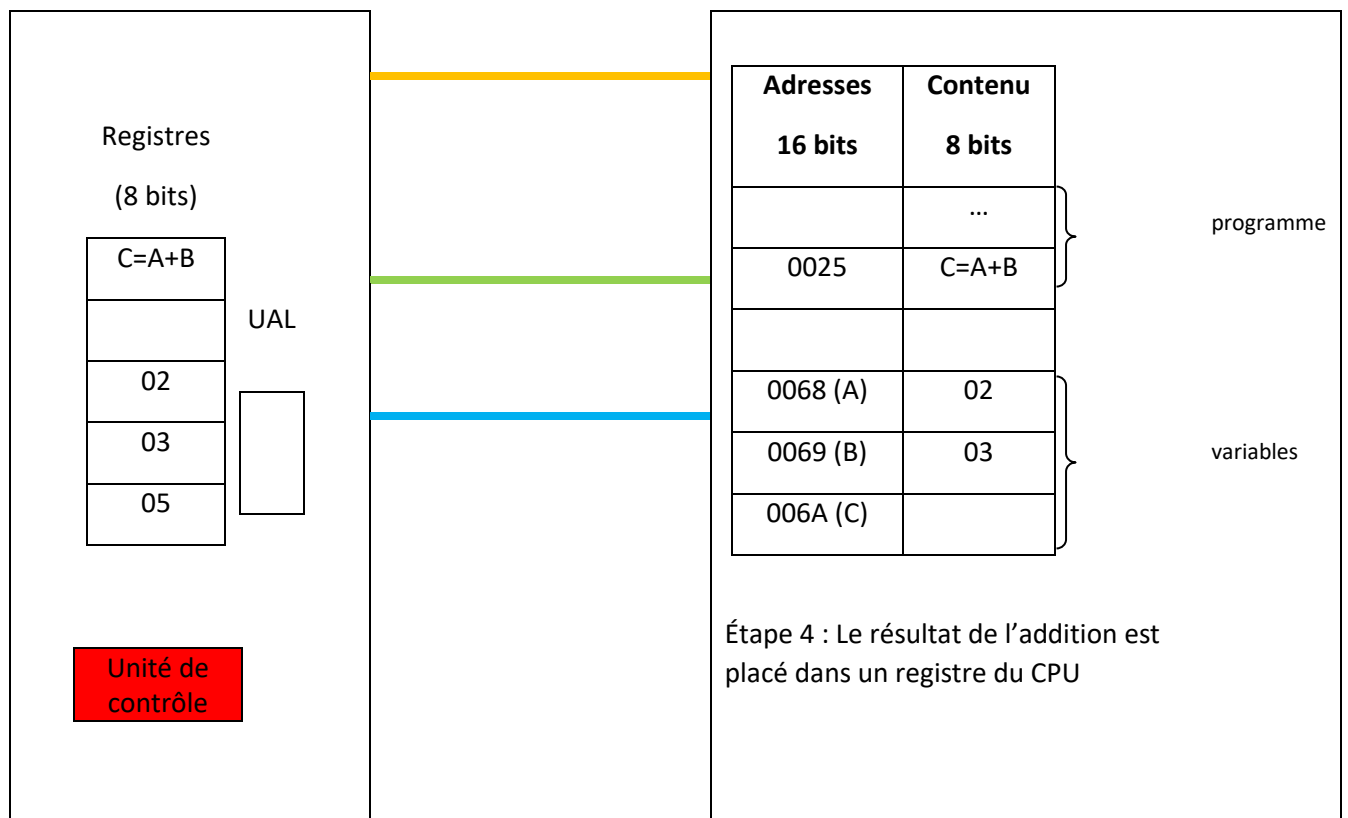 Registres
(8 bits)
C=A+B
02
03
05
UAL
Unité de
contrôle
Adresses Contenu
16 bits 8 bits
...
0025 C=A+B
0068 (A) 02
0069 (B) 03
006A (C)
programme
variables
Étape 4 : Le résultat de l’addition est
placé dans un registre du CPU